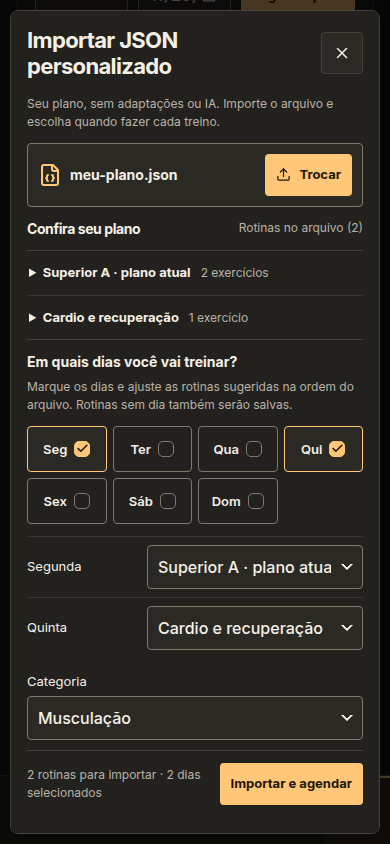 Importar JSON
personalizado
Seu plano, sem adaptações ou IA. Importe o arquivo e
escolha quando fazer cada treino.
meu-plano.json
Trocar
Confira seu plano
Rotinas no arquivo (2)
Superior A · plano atual 2 exercícios
Cardio e recuperação 1 exercício
Em quais dias você vai treinar?
Marque os dias e ajuste as rotinas sugeridas na ordem do
arquivo. Rotinas sem dia também serão salvas.
Seg
Ter
Qua
Qui
Sex
Sáb
Dom
Segunda
Superior A · plano atua
Quinta
Cardio e recuperação
Categoria
Musculação
2 rotinas para importar · 2 dias
selecionados
Importar e agendar